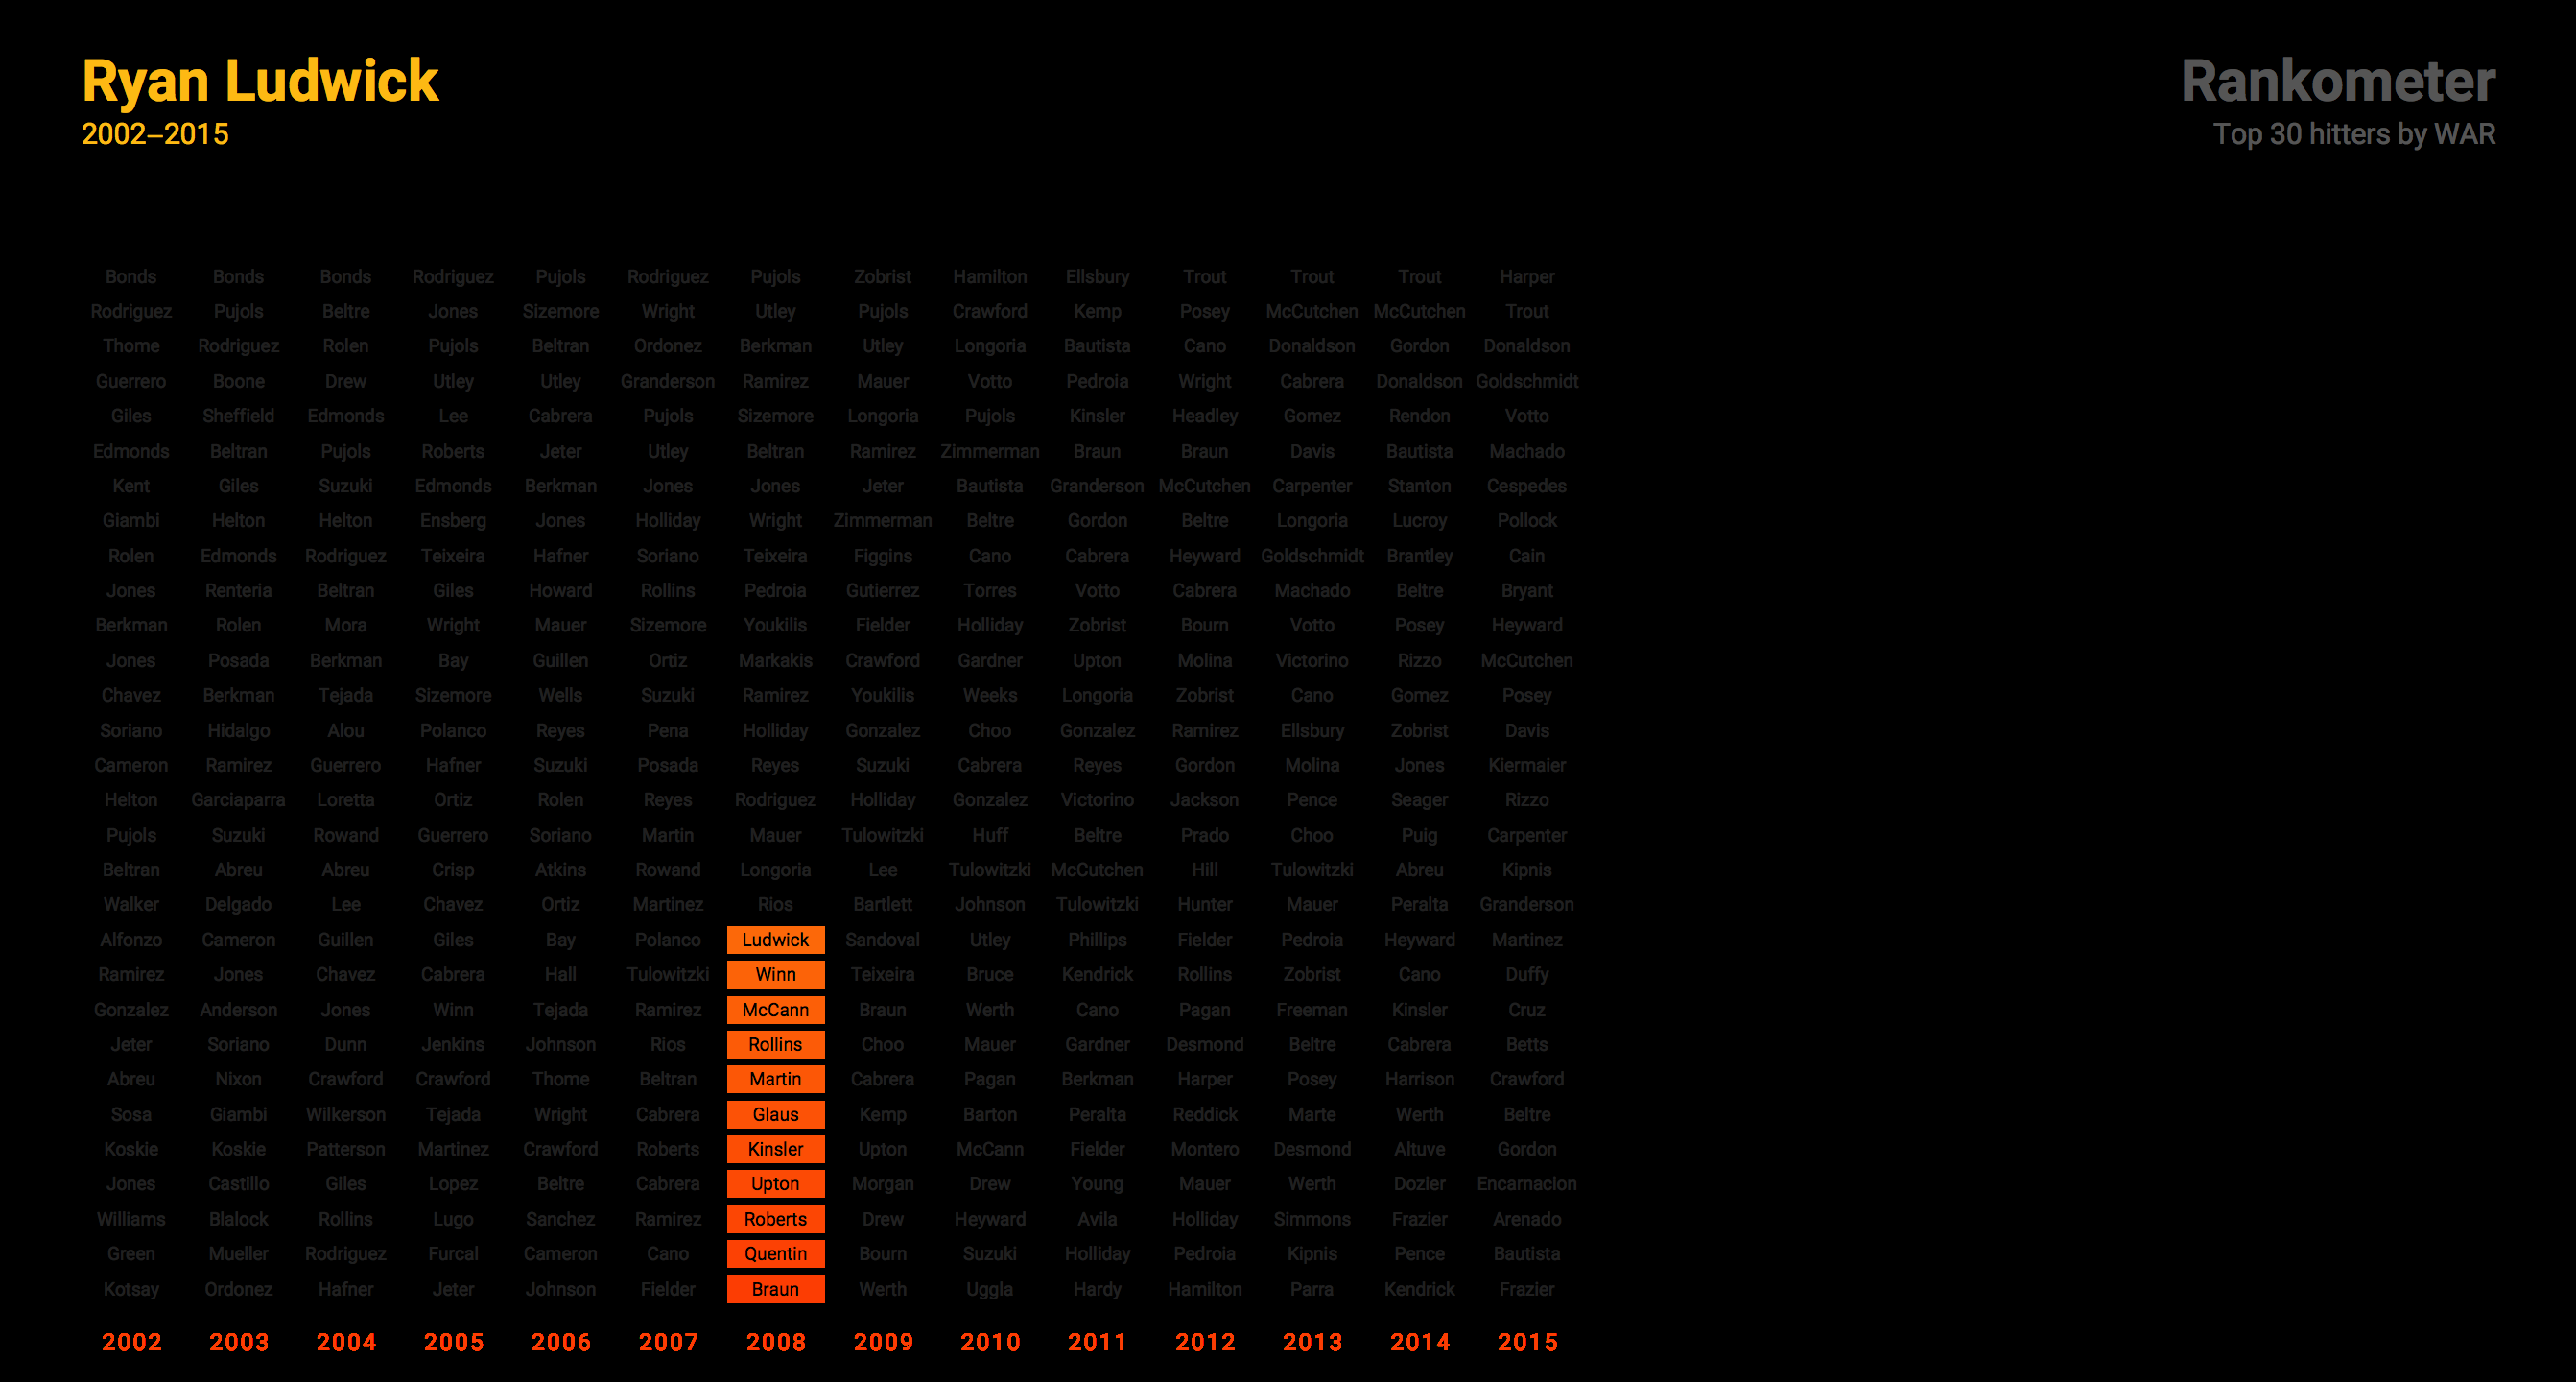 Ryan Ludwick
2002–2015
Rankometer
Top 30 hitters by WAR
Bonds Bonds Bonds Rodriguez Pujols Rodriguez Pujols Zobrist Hamilton Ellsbury Trout Trout Trout Harper
Rodriguez Pujols Beltre Jones Sizemore Wright Utley Pujols Crawford Kemp Posey McCutchen McCutchen Trout
Thome Rodriguez Rolen Pujols Beltran Ordonez Berkman Utley Longoria Bautista Cano Donaldson Gordon Donaldson
Guerrero Boone Drew Utley Utley Granderson Ramirez Mauer Votto Pedroia Wright Cabrera Donaldson Goldschmidt
Giles Sheffield Edmonds Lee Cabrera Pujols Sizemore Longoria Pujols Kinsler Headley Gomez Rendon Votto
Edmonds Beltran Pujols Roberts Jeter Utley Beltran Ramirez Zimmerman Braun Braun Davis Bautista Machado
Kent Giles Suzuki Edmonds Berkman Jones Jones Jeter Bautista Granderson McCutchen Carpenter Stanton Cespedes
Giambi Helton Helton Ensberg Jones Holliday Wright Zimmerman Beltre Gordon Beltre Longoria Lucroy Pollock
Rolen Edmonds Rodriguez Teixeira Hafner Soriano Teixeira Figgins Cano Cabrera Heyward Goldschmidt Brantley Cain
Jones Renteria Beltran Giles Howard Rollins Pedroia Gutierrez Torres Votto Cabrera Machado Beltre Bryant
Berkman Rolen Mora Wright Mauer Sizemore Youkilis Fielder Holliday Zobrist Bourn Votto Posey Heyward
Jones Posada Berkman Bay Guillen Ortiz Markakis Crawford Gardner Upton Molina Victorino Rizzo McCutchen
Chavez Berkman Tejada Sizemore Wells Suzuki Ramirez Youkilis Weeks Longoria Zobrist Cano Gomez Posey
Soriano Hidalgo Alou Polanco Reyes Pena Holliday Gonzalez Choo Gonzalez Ramirez Ellsbury Zobrist Davis
Cameron Ramirez Guerrero Hafner Suzuki Posada Reyes Suzuki Cabrera Reyes Gordon Molina Jones Kiermaier
Helton Garciaparra Loretta Ortiz Rolen Reyes Rodriguez Holliday Gonzalez Victorino Jackson Pence Seager Rizzo
Pujols Suzuki Rowand Guerrero Soriano Martin Mauer Tulowitzki Huff Beltre Prado Choo Puig Carpenter
Beltran Abreu Abreu Crisp Atkins Rowand Longoria Lee Tulowitzki McCutchen Hill Tulowitzki Abreu Kipnis
Walker Delgado Lee Chavez Ortiz Martinez Rios Bartlett Johnson Tulowitzki Hunter Mauer Peralta Granderson
Alfonzo Cameron Guillen Giles Bay Polanco Ludwick Sandoval Utley Phillips Fielder Pedroia Heyward Martinez
Ramirez Jones Chavez Cabrera Hall Tulowitzki Winn Teixeira Bruce Kendrick Rollins Zobrist Cano Duffy
Gonzalez Anderson Jones Winn Tejada Ramirez McCann Braun Werth Cano Pagan Freeman Kinsler Cruz
Jeter Soriano Dunn Jenkins Johnson Rios Rollins Choo Mauer Gardner Desmond Beltre Cabrera Betts
Abreu Nixon Crawford Crawford Thome Beltran Martin Cabrera Pagan Berkman Harper Posey Harrison Crawford
Sosa Giambi Wilkerson Tejada Wright Cabrera Glaus Kemp Barton Peralta Reddick Marte Werth Beltre
Koskie Koskie Patterson Martinez Crawford Roberts Kinsler Upton McCann Fielder Montero Desmond Altuve Gordon
Jones Castillo Giles Lopez Beltre Cabrera Upton Morgan Drew Young Mauer Werth Dozier Encarnacion
Williams Blalock Rollins Lugo Sanchez Ramirez Roberts Drew Heyward Avila Holliday Simmons Frazier Arenado
Green Mueller Rodriguez Furcal Cameron Cano Quentin Bourn Suzuki Holliday Pedroia Kipnis Pence Bautista
Kotsay Ordonez Hafner Jeter Johnson Fielder Braun Werth Uggla Hardy Hamilton Parra Kendrick Frazier
2002 2003 2004 2005 2006 2007 2008 2009 2010 2011 2012 2013 2014 2015